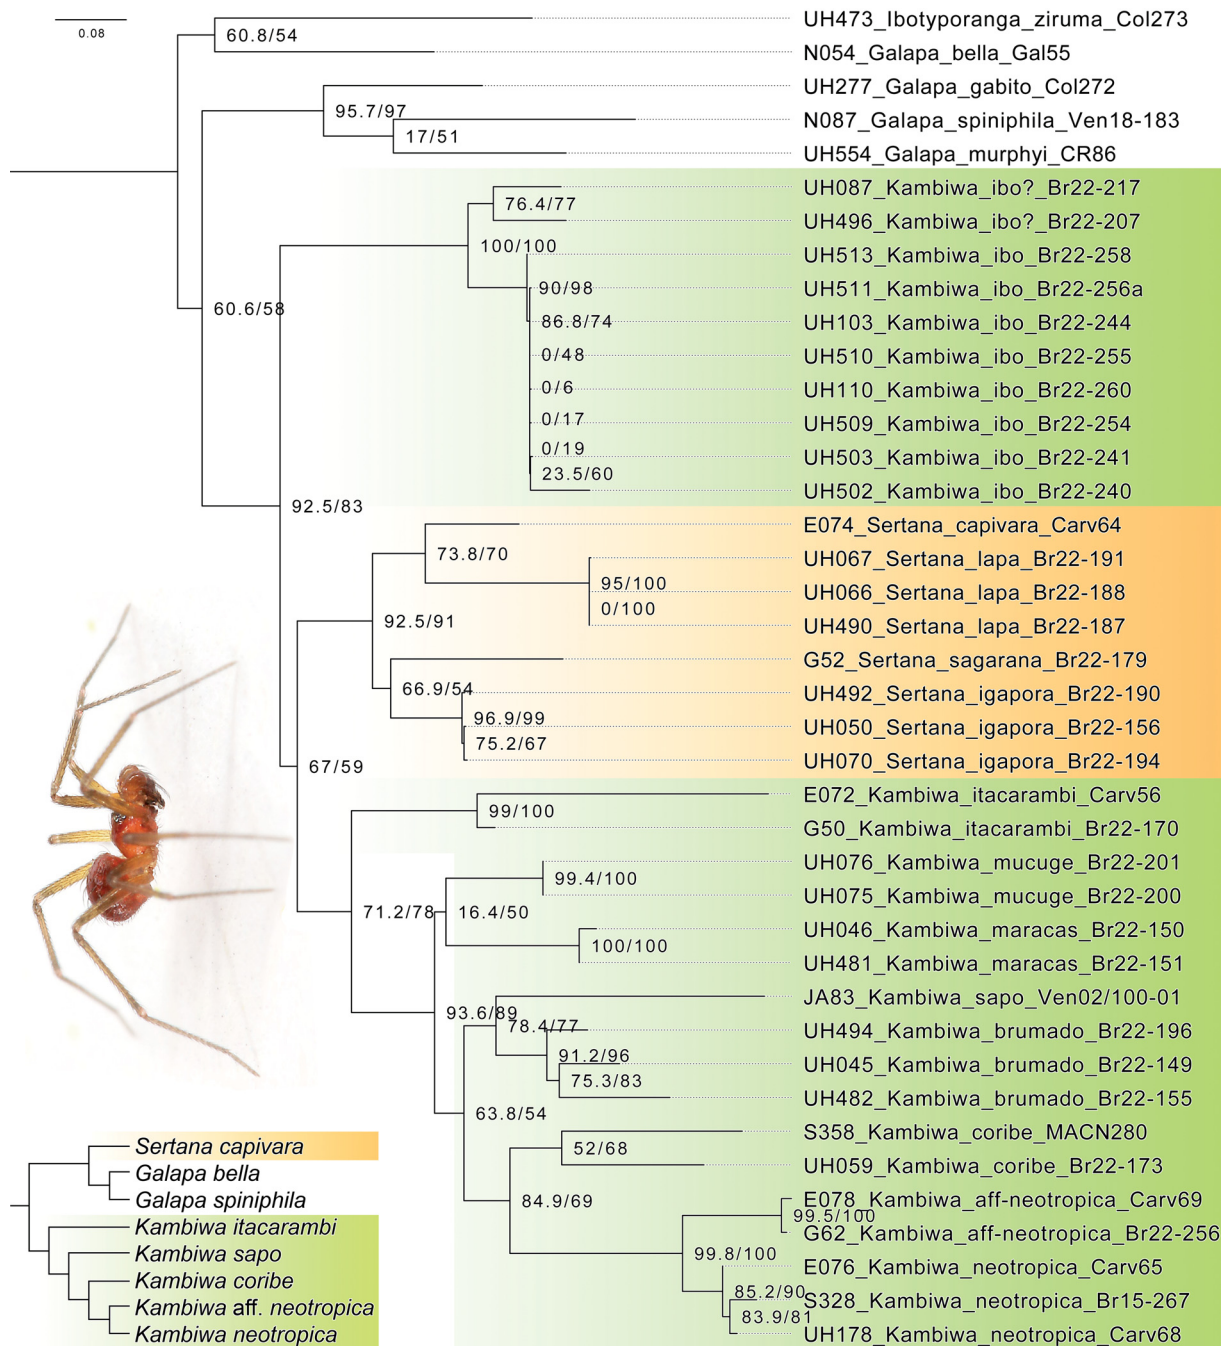 0.08
UH473_Ibotyporanga_ziruma_Col273
60.8/54
N054_Galapa_bella_Gal55
UH277_Galapa_gabito_Col272
95.7/97
N087_Galapa_spiniphila_Ven18-183
17/51
UH554_Galapa_murphyi_CR86
UH087_Kambiwa_ibo?_Br22-217
76.4/77
UH496_Kambiwa_ibo?_Br22-207
100/100
UH513_Kambiwa_ibo_Br22-258
90/98
UH511_Kambiwa_ibo_Br22-256a
60.6/58
86.8/74
UH103_Kambiwa_ibo_Br22-244
0/48
UH510_Kambiwa_ibo_Br22-255
0/6
UH110_Kambiwa_ibo_Br22-260
0/17
UH509_Kambiwa_ibo_Br22-254
0/19
UH503_Kambiwa_ibo_Br22-241
23.5/60
UH502_Kambiwa_ibo_Br22-240
92.5/83
E074_Sertana_capivara_Carv64
73.8/70
UH067_Sertana_lapa_Br22-191
95/100
UH066_Sertana_lapa_Br22-188
0/100
92.5/91
UH490_Sertana_lapa_Br22-187
G52_Sertana_sagarana_Br22-179
66.9/54
UH492_Sertana_igapora_Br22-190
96.9/99
UH050_Sertana_igapora_Br22-156
75.2/67
UH070_Sertana_igapora_Br22-194
67/59
E072_Kambiwa_itacarambi_Carv56
99/100
G50_Kambiwa_itacarambi_Br22-170
UH076_Kambiwa_mucuge_Br22-201
99.4/100
UH075_Kambiwa_mucuge_Br22-200
71.2/78
16.4/50
UH046_Kambiwa_maracas_Br22-150
100/100
UH481_Kambiwa_maracas_Br22-151
JA83_Kambiwa_sapo_Ven02/100-01
93.6/89
78.4/77
UH494_Kambiwa_brumado_Br22-196
91.2/96
UH045_Kambiwa_brumado_Br22-149
75.3/83
UH482_Kambiwa_brumado_Br22-155
63.8/54
S358_Kambiwa_coribe_MACN280
52/68
UH059_Kambiwa_coribe_Br22-173
84.9/69
E078_Kambiwa_aff-neotropica_Carv69
99.5/100
G62_Kambiwa_aff-neotropica_Br22-256
99.8/100
E076_Kambiwa_neotropica_Carv65
85.2/90
S328_Kambiwa_neotropica_Br15-267
83.9/81
UH178_Kambiwa_neotropica_Carv68
Sertana capivara
Galapa bella
Galapa spiniphila
Kambiwa itacarambi
Kambiwa sapo
Kambiwa coribe
Kambiwa aff. neotropica
Kambiwa neotropica